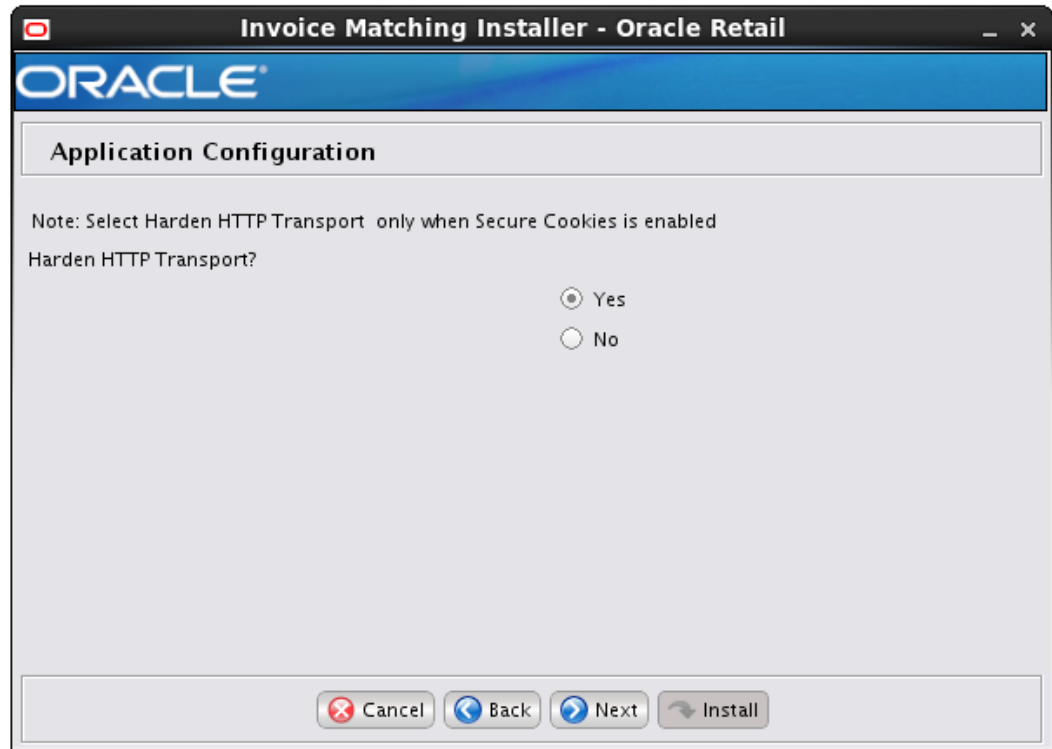 Invoice Matching Installer - Oracle Retail
ORACLE®
Application Configuration
Note: Select Harden HTTP Transport only when Secure Cookies is enabled
Harden HTTP Transport?
Yes
No
Cancel Back Next Install